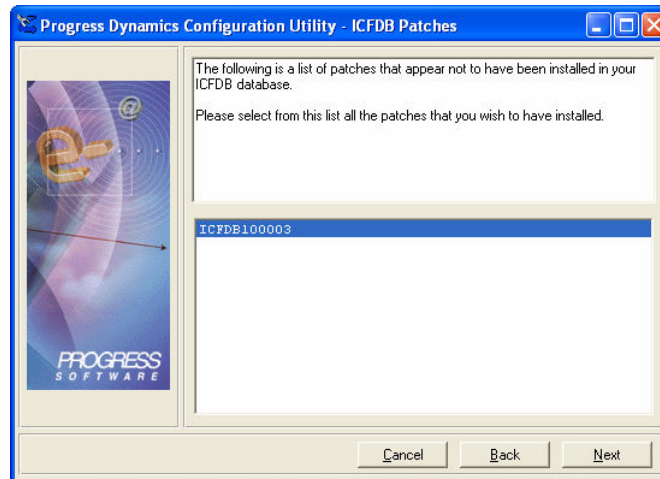 Progress Dynamics Configuration Utility - ICFDB Patches
The following is a list of patches that appear not to have been installed in your
ICFDB database.
Please select from this list all the patches that you wish to have installed.
@
e-
ICFDB100003
PROGRESS
SOFTWARE
Cancel
Back
Next